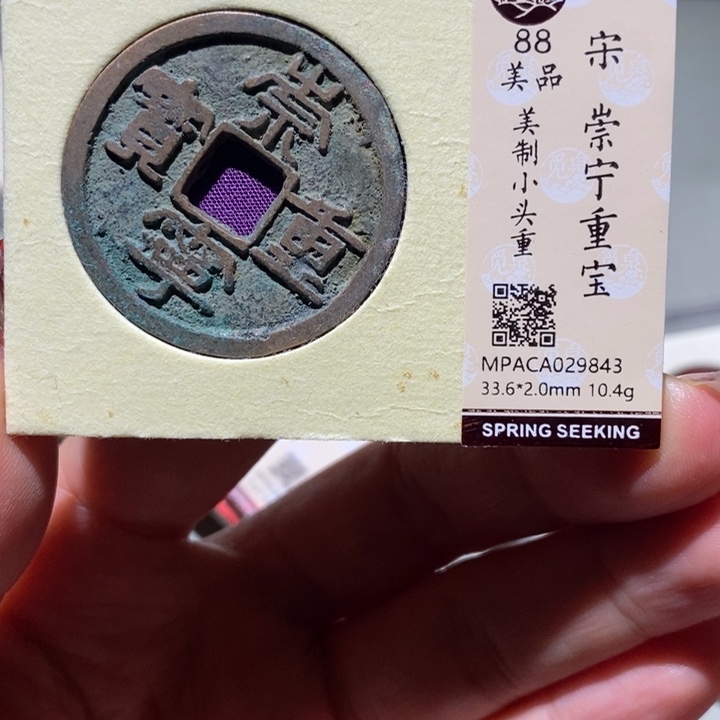 崇寧重寳
宋 崇宁重宝
88
美品
美制小头重
MPACA029843
33.6*2.0mm 10.4g
SPRING SEEKING